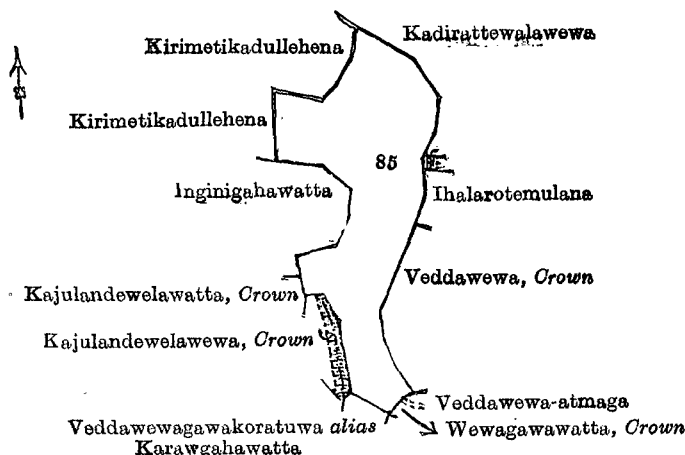 Kirimetikadullehena
Kadirattewalawewa
Kirimetikadullehena
85
Inginigahawatta
Ihalarotemulana
Veddawewa, Crown
Kajulandewelawatta, Crown
Kajulandewelawewa, Crown
Veddawewa-atmaga
Veddawewagawakoratuwa alias
Karawgahawatta
Wewagawawatta, Crown